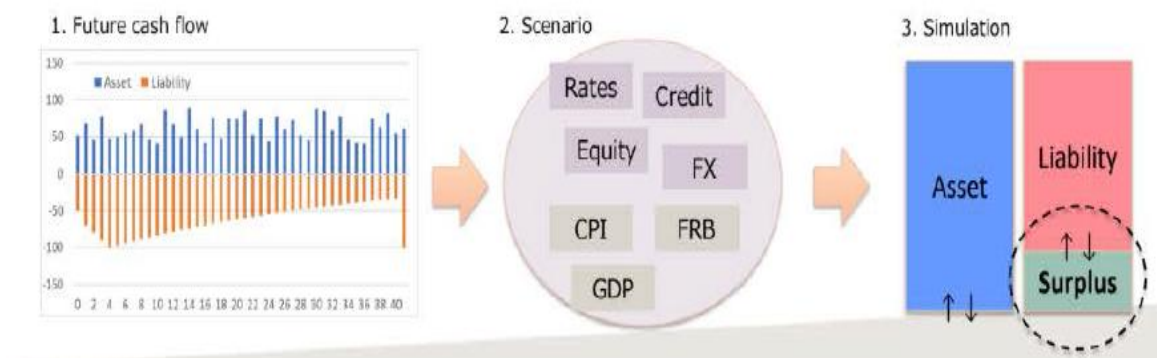 1. Future cash flow
150
Asset Liability
100
50
0
-50
-100
-150
0 2 4 6 8 10 12 14 16 18 20 22 24 26 28 30 32 34 36 38 40
2. Scenario
Rates
Credit
Equity
FX
CPI
FRB
GDP
3. Simulation
Asset
Liability
↑ ↓
Surplus
↑ ↓